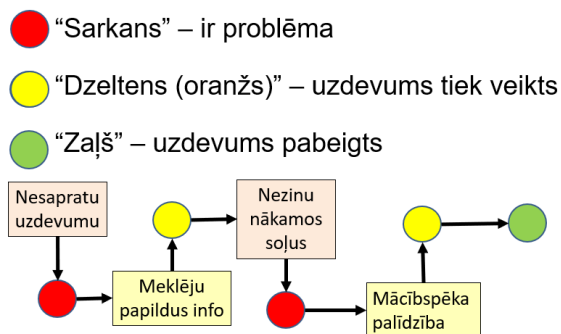 “Sarkans” – ir problēma
“Dzeltens (oranžs)” – uzdevums tiek veikts
“Zaļš” – uzdevums pabeigts
Nesapratu
uzdevumu
Meklēju
papildus info
Nezinu
nākamos
soļus
Mācībspēka
palīdzība